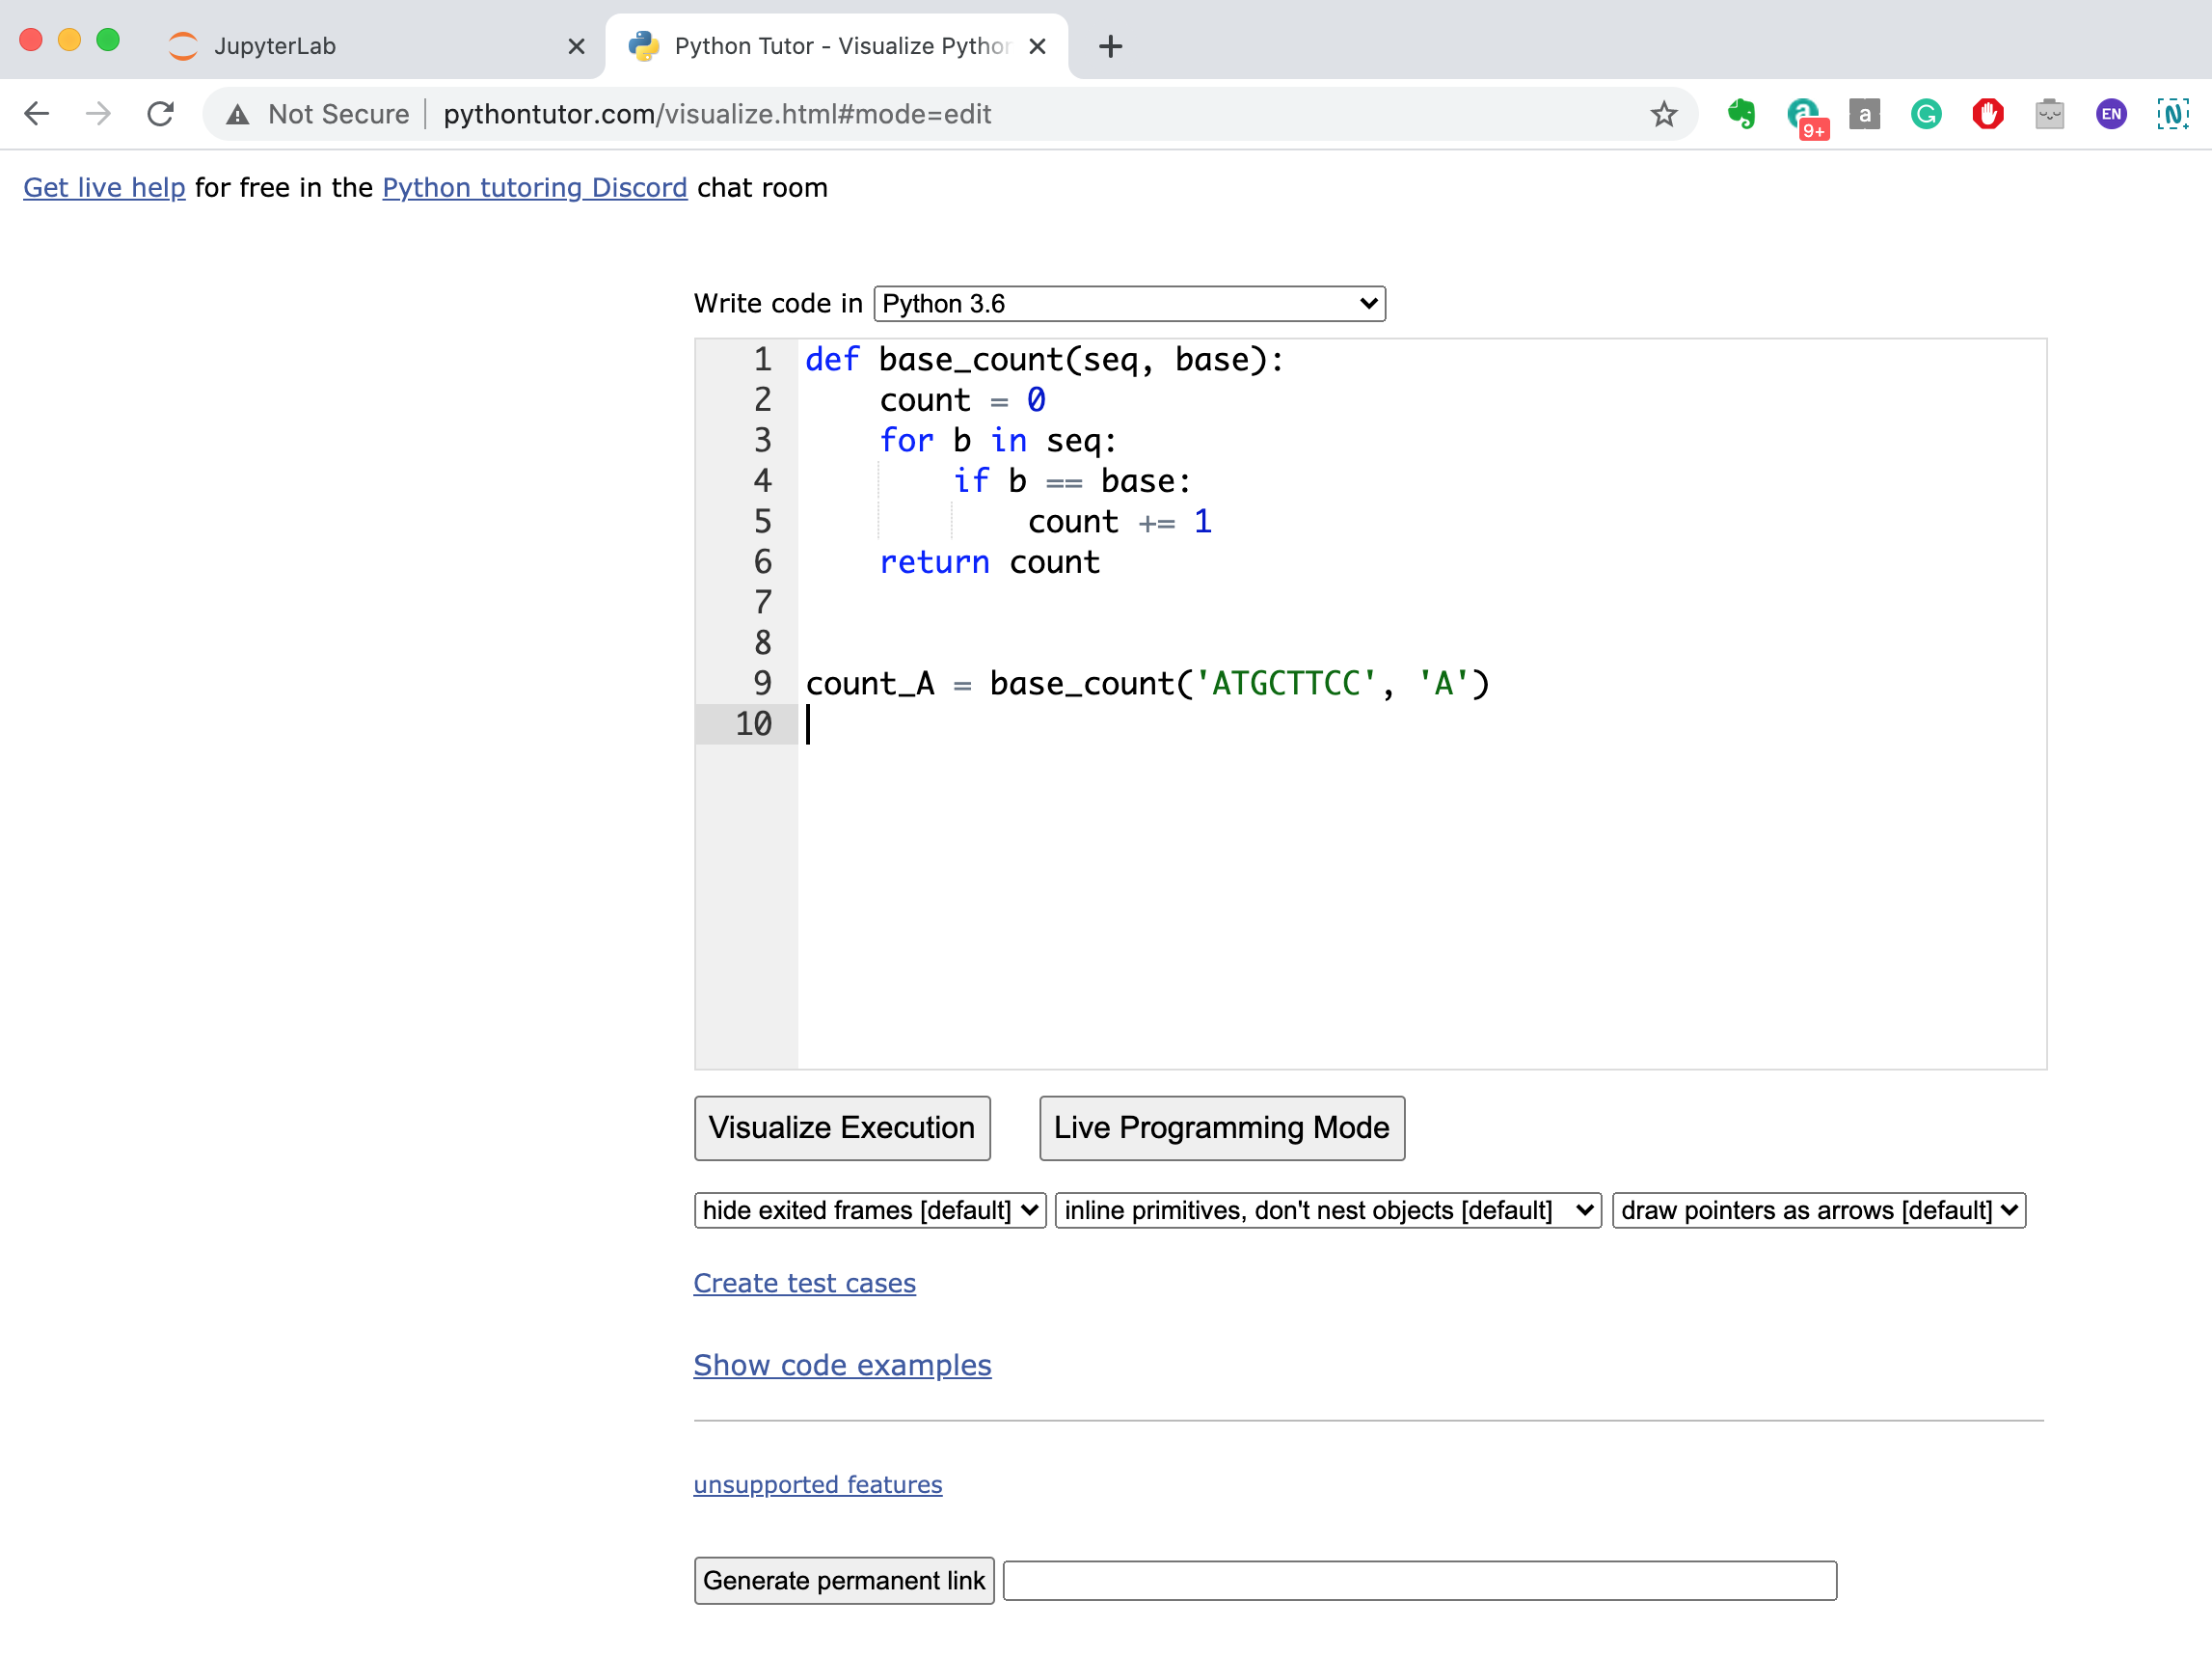 JupyterLab
Python Tutor - Visualize Python
Not Secure pythontutor.com/visualize.html#mode=edit
9+
a
EN
Get live help for free in the Python tutoring Discord chat room
Write code in Python 3.6
1 def base_count(seq, base):
2     count = 0
3     for b in seq:
4         if b == base:
5             count += 1
6     return count
7
8
9 count_A = base_count('ATGCTTCC', 'A')
10
Visualize Execution Live Programming Mode
hide exited frames [default] inline primitives, don't nest objects [default] draw pointers as arrows [default]
Create test cases
Show code examples
unsupported features
Generate permanent link